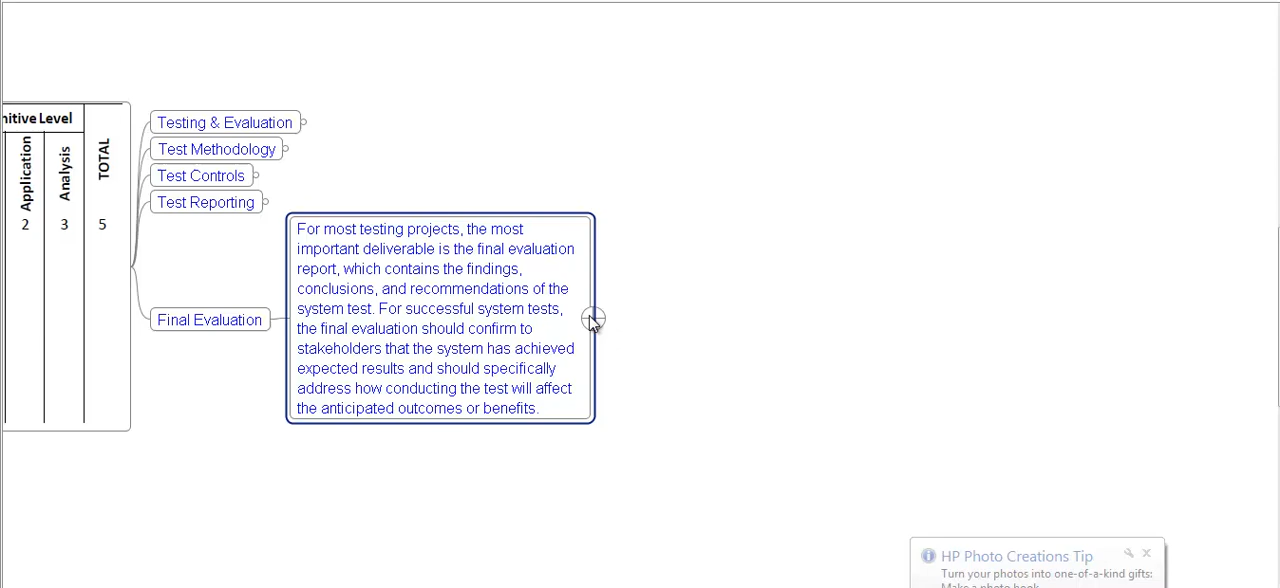 nitive Level
Application
Analysis
TOTAL
2 3 5
Testing & Evaluation
Test Methodology
Test Controls
Test Reporting
Final Evaluation
For most testing projects, the most
important deliverable is the final evaluation
report, which contains the findings,
conclusions, and recommendations of the
system test. For successful system tests,
the final evaluation should confirm to
stakeholders that the system has achieved
expected results and should specifically
address how conducting the test will affect
the anticipated outcomes or benefits.
HP Photo Creations Tip
Turn your photos into one-of-a-kind gifts:
Make a photo book